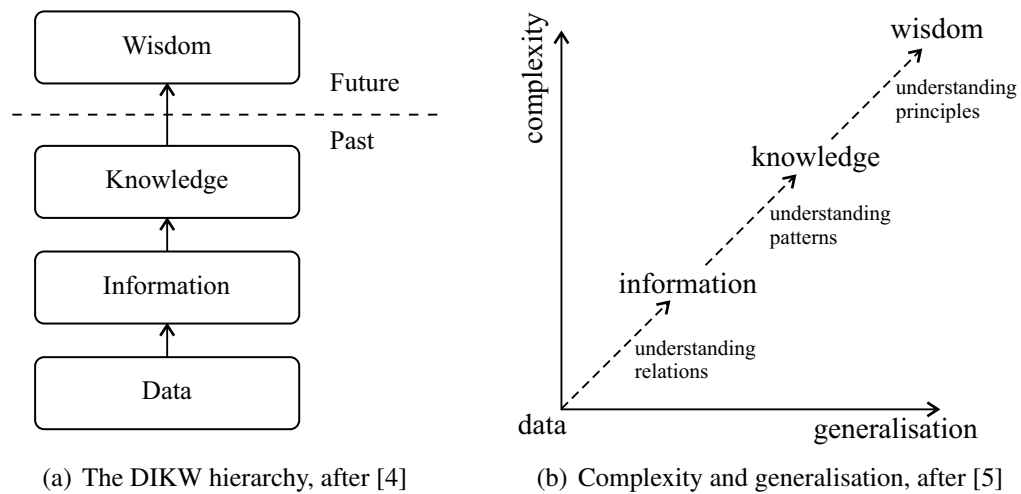 Wisdom
Future
Past
Knowledge
Information
Data
(a) The DIKW hierarchy, after [4]
complexity
wisdom
understanding
principles
knowledge
understanding
patterns
information
understanding
relations
data
generalisation
(b) Complexity and generalisation, after [5]